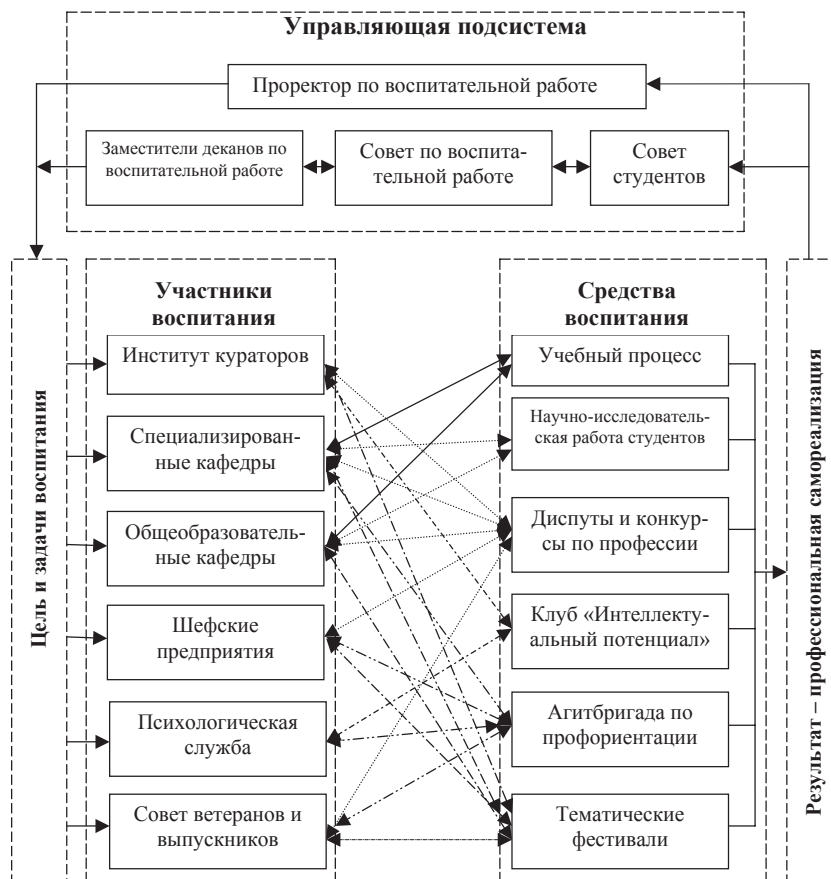 Управляющая подсистема
Проректор по воспитательной работе
Заместители деканов по
воспитательной работе
Совет по воспита-
тельной работе
Совет
студентов
Цель и задачи воспитания
Участники
воспитания
Институт кураторов
Специализирован-
ные кафедры
Общеобразователь-
ные кафедры
Шефские
предприятия
Психологическая
служба
Совет ветеранов и
выпускников
Средства
воспитания
Учебный процесс
Научно-исследователь-
ская работа студентов
Диспуты и конкур-
сы по профессии
Клуб «Интеллекту-
альный потенциал»
Агитбригада по
профориентации
Тематические
фестивали
Результат – профессиональная самореализация